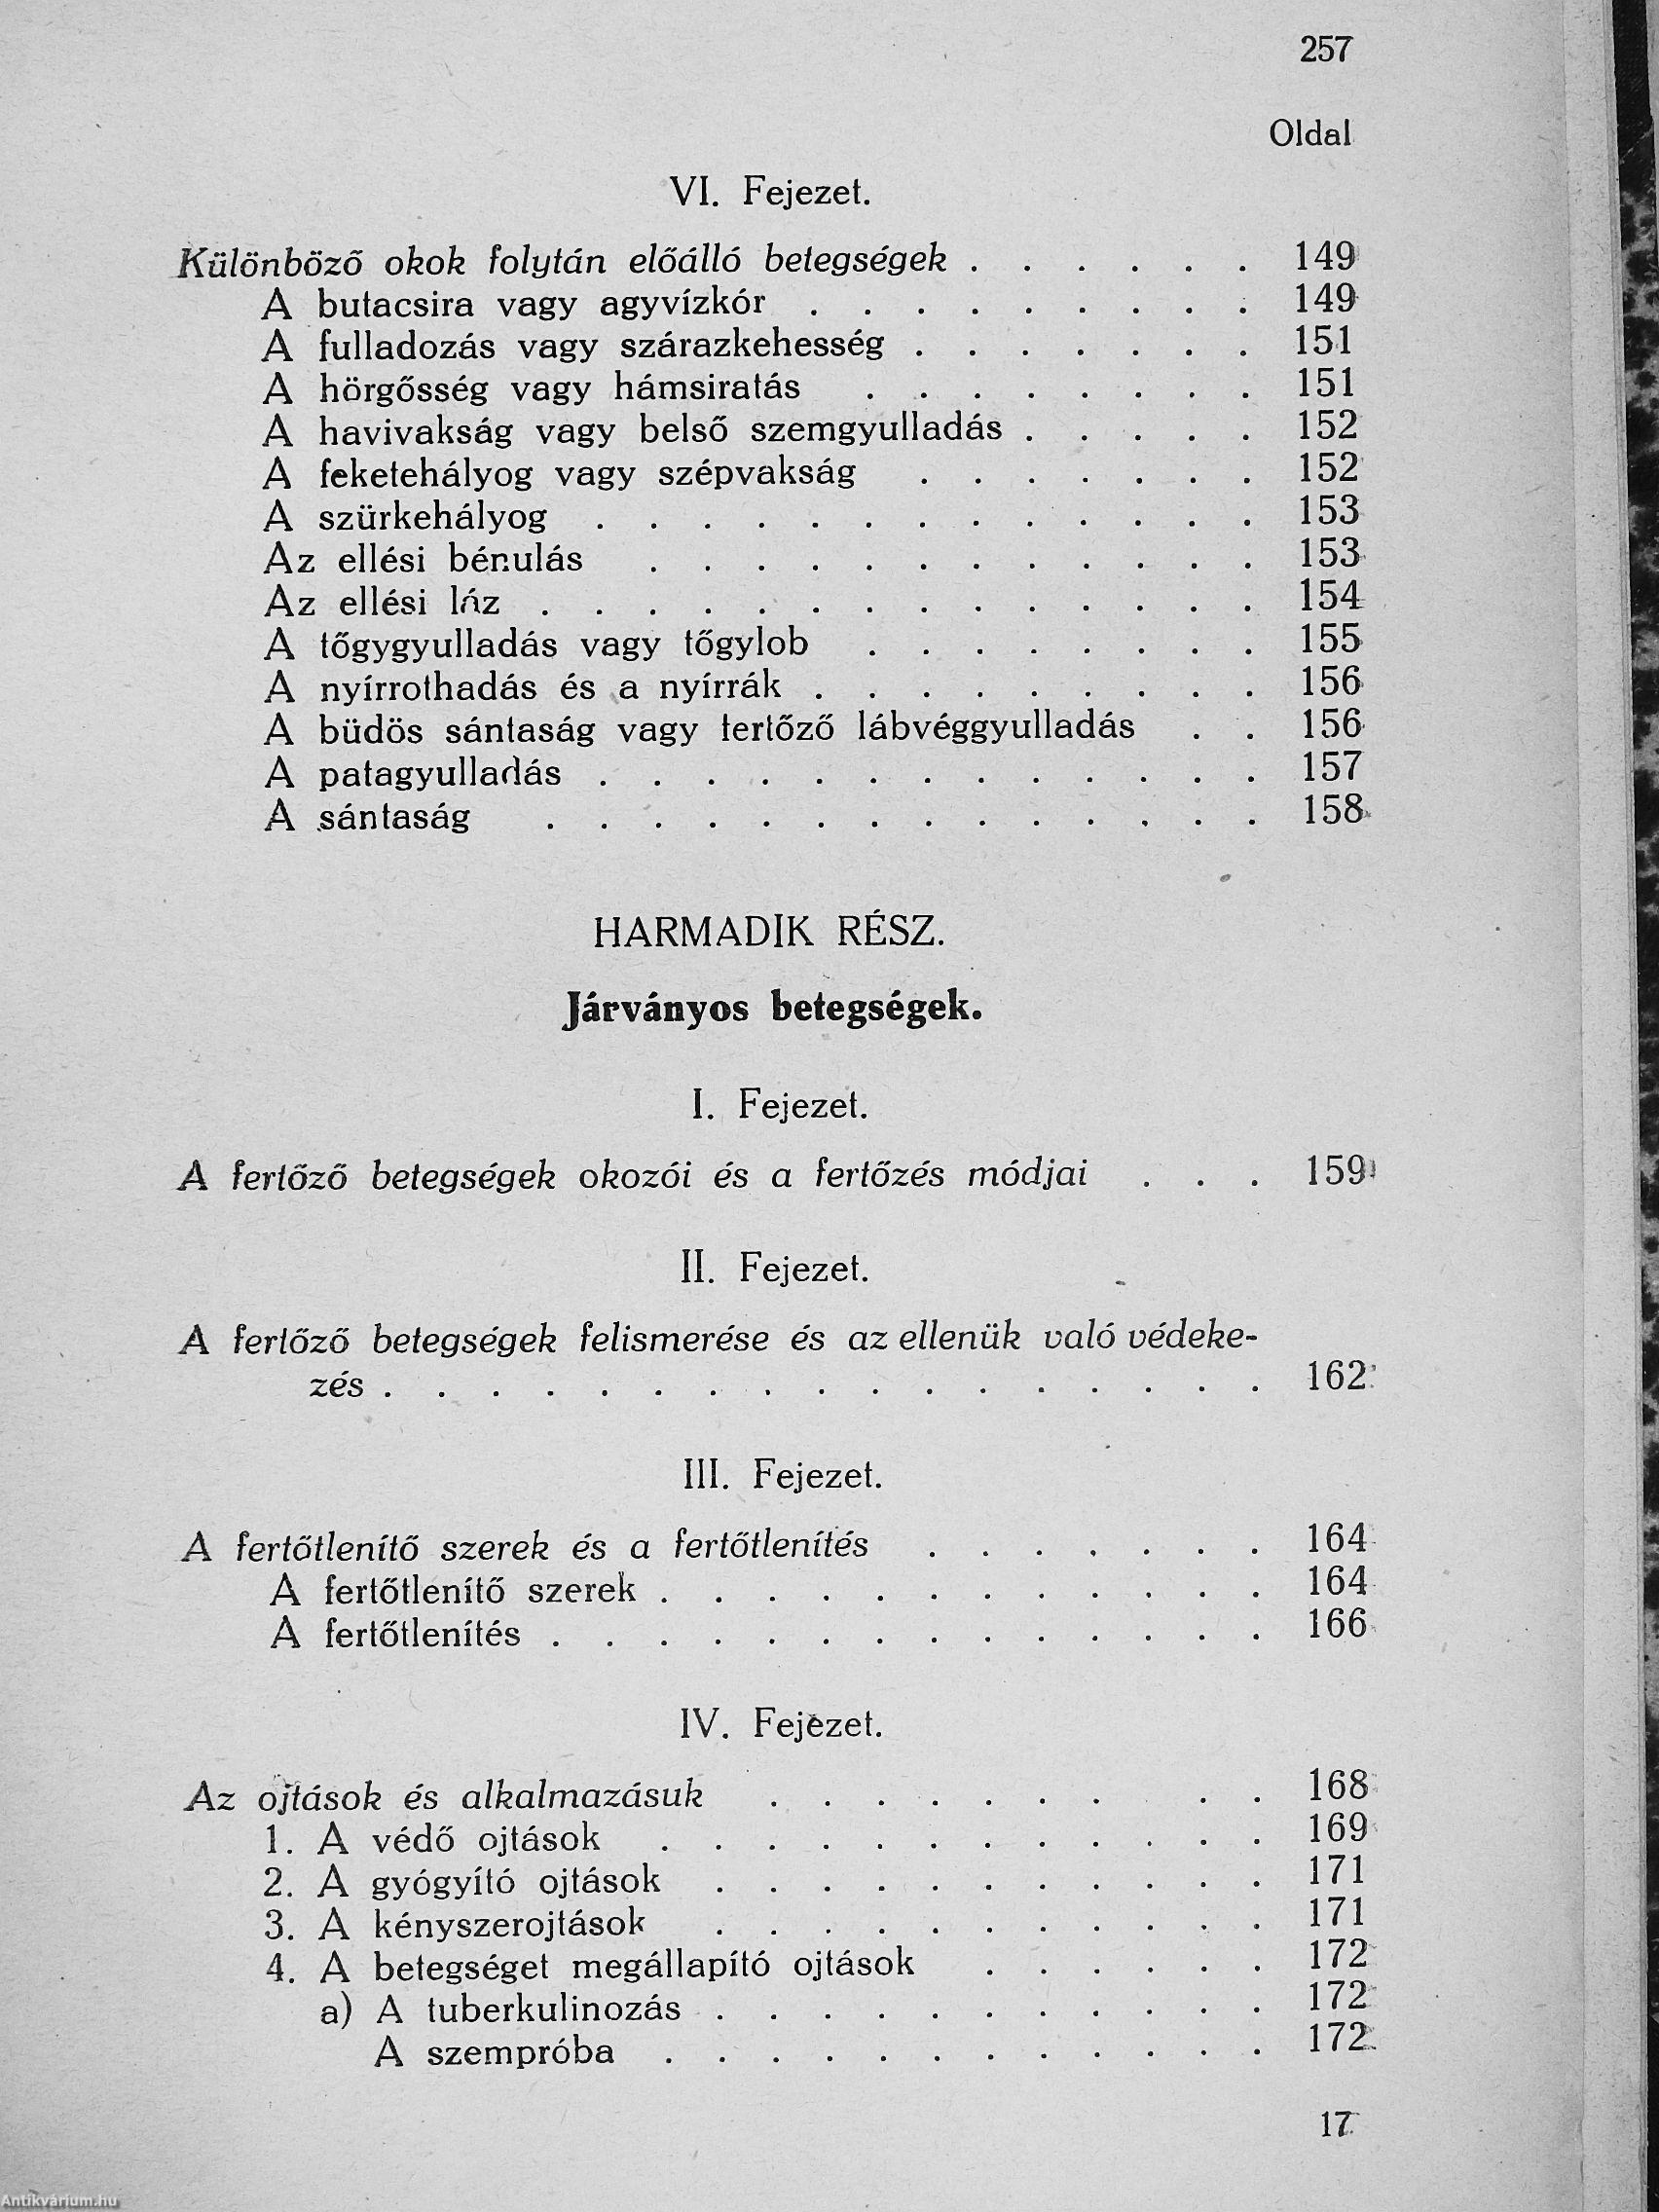 257
Oldal
VI. Fejezet.
Különböző okok folytán előálló betegségek . . . . . . 149
A butacsira vagy agyvízkór . . . . . . . . . 149
A fulladozás vagy szárazkehesség . . . . . . . 151
A hörgősség vagy hámsiratás . . . . . . . . 151
A havivakság vagy belső szemgyulladás . . . . . 152
A feketehályog vagy szépvakság . . . . . . . 152
A szürkehályog . . . . . . . . . . . . . 153
Az ellési bénulás . . . . . . . . . . . . 153
Az ellési láz . . . . . . . . . . . . . . 154
A tőgygyulladás vagy tőgylob . . . . . . . . 155
A nyírrothadás és a nyírrák . . . . . . . . . 156
A büdös sántaság vagy fertőző lábvéggyulladás . . 156
A patagyulladás . . . . . . . . . . . . . 157
A sántaság . . . . . . . . . . . . . . 158
HARMADIK RÉSZ.
Járványos betegségek.
I. Fejezet.
A fertőző betegségek okozói és a fertőzés módjai . . . 159
II. Fejezet.
A fertőző betegségek felismerése és az ellenük való védeke-
zés . . . . . . . . . . . . . . . . . 162
III. Fejezet.
A fertőtlenítő szerek és a fertőtlenítés . . . . . . . 164
A fertőtlenítő szerek . . . . . . . . . . . . 164
A fertőtlenítés . . . . . . . . . . . . . . 166
IV. Fejezet.
Az ojtások és alkalmazásuk . . . . . . . . . 168
1. A védő ojtások . . . . . . . . . . . . 169
2. A gyógyító ojtások . . . . . . . . . . . 171
3. A kényszerojtások . . . . . . . . . . . 171
4. A betegséget megállapító ojtások . . . . . . 172
a) A tuberkulinozás . . . . . . . . . . . 172
A szempróba . . . . . . . . . . . . 172
17
Antikvárium.hu